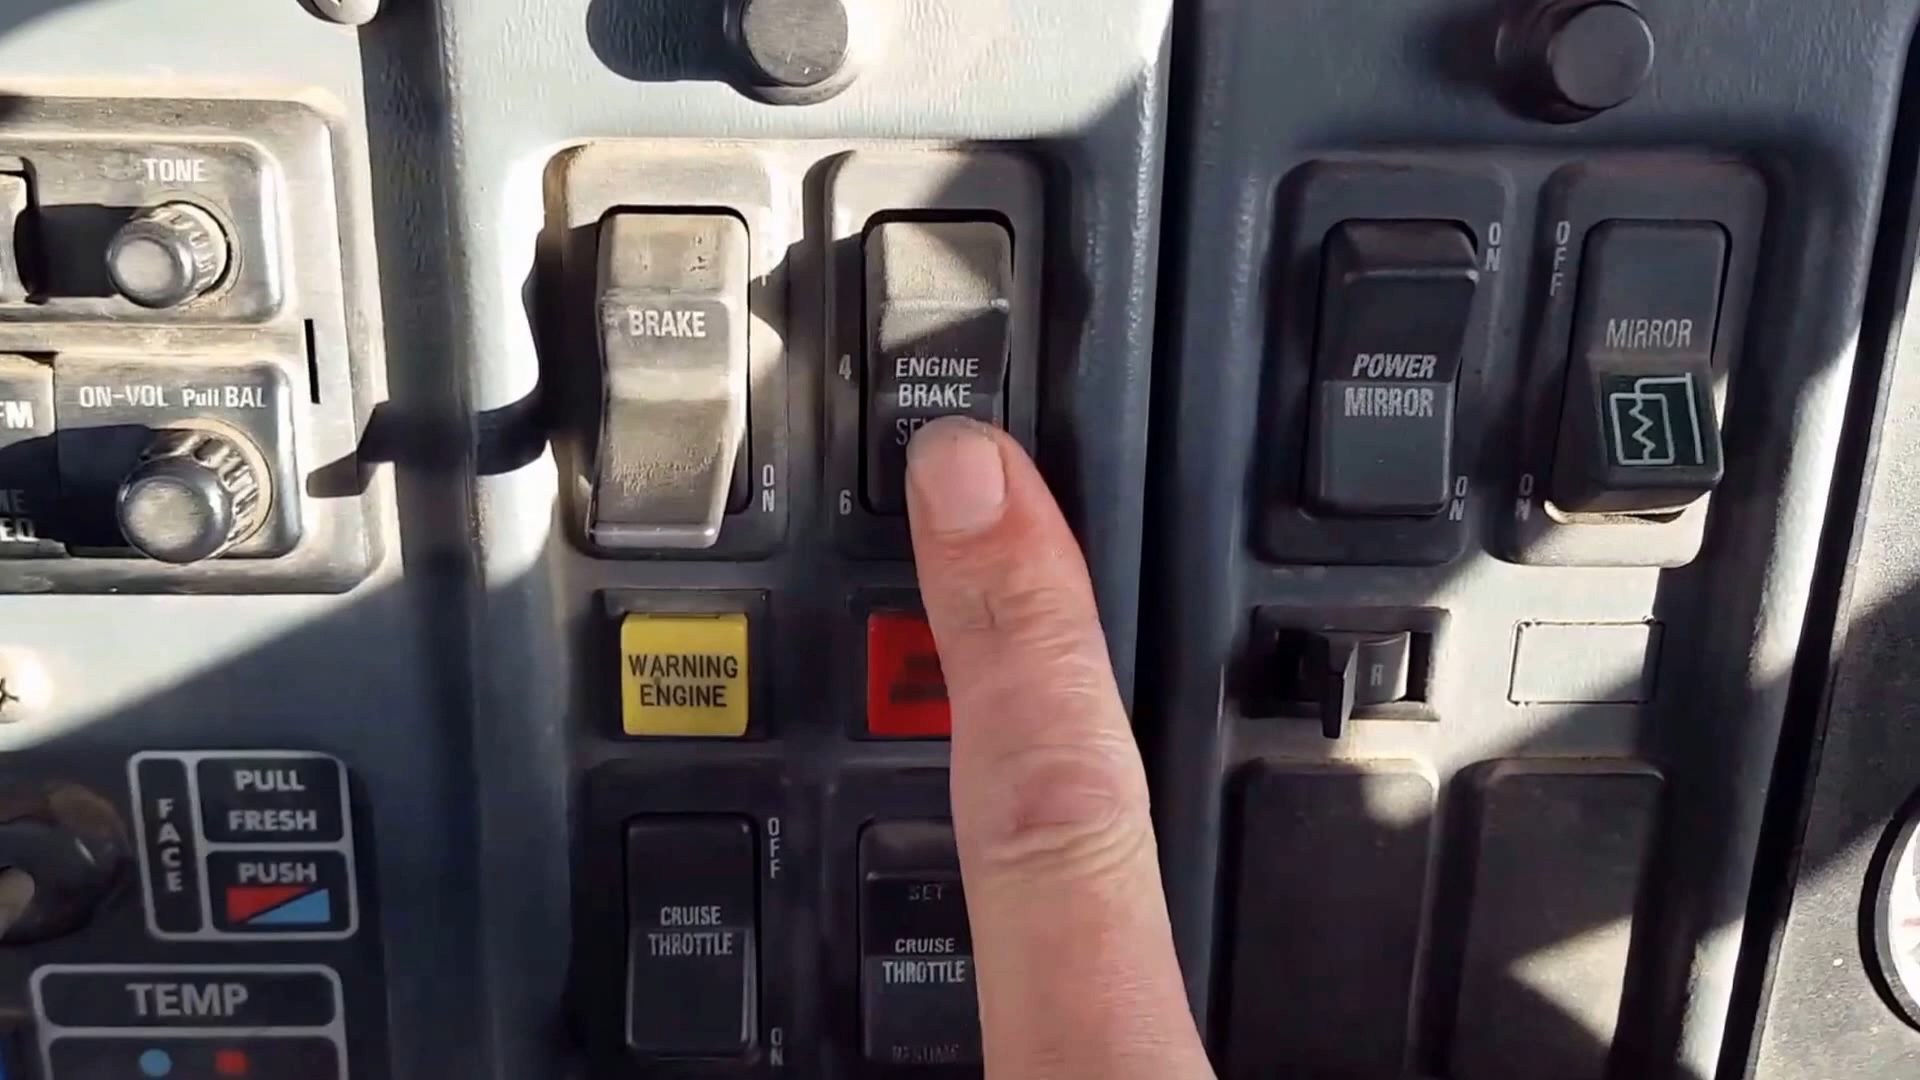 TONE
ON-VOL Pull BAL
FM
BRAKE
ON
4
ENGINE
BRAKE
6
ON
POWER
MIRROR
ON
OFF
MIRROR
ON
WARNING
ENGINE
R
FACE
PULL
FRESH
PUSH
TEMP
OFF
CRUISE
THROTTLE
ON
SET
CRUISE
THROTTLE
RESUME